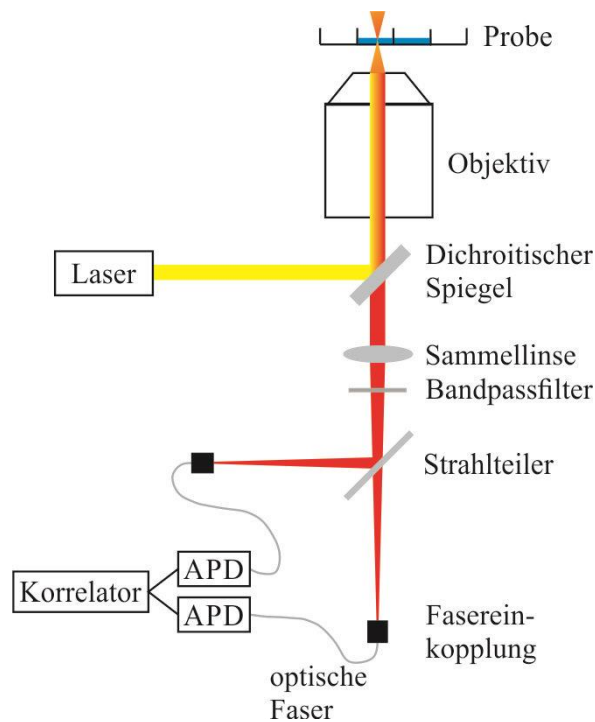 Probe
Objektiv
Laser
Dichroitischer
Spiegel
Sammellinse
Bandpassfilter
Strahlteiler
APD
Korrelator
APD
Faserein-
kopplung
optische
Faser